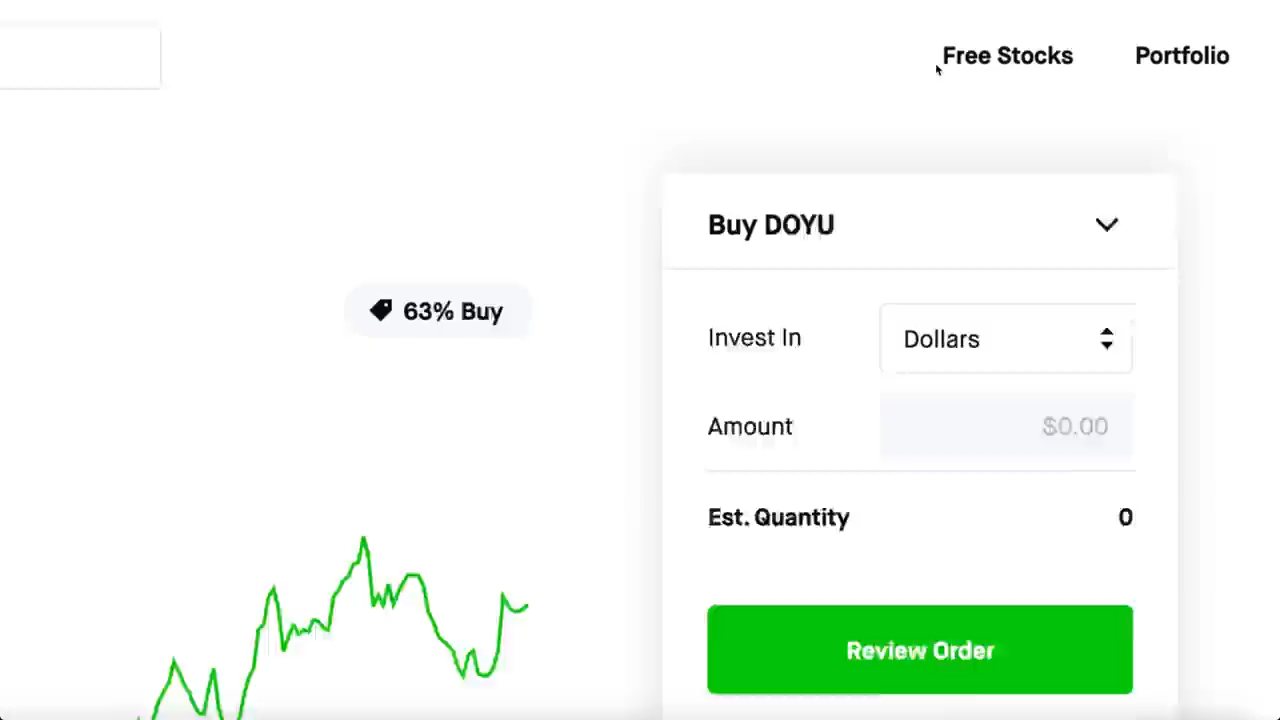 Free Stocks Portfolio
Buy DOYU
63% Buy
Invest In Dollars
Amount $0.00
Est. Quantity 0
Review Order